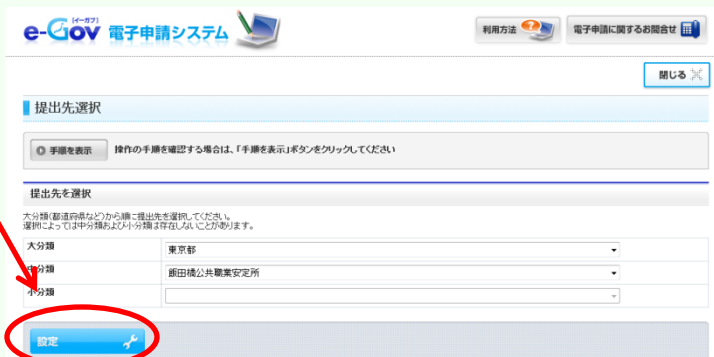 [イーガブ]
e-Gov 電子申請システム
利用方法
電子申請に関するお問合せ
閉じる
提出先選択
手順を表示 操作の手順を確認する場合は、「手順を表示」ボタンをクリックしてください
提出先を選択
大分類(都道府県など)から順に提出先を選択してください。
選択によっては中分類および小分類は存在しないことがあります。
大分類 東京都
中分類 飯田橋公共職業安定所
小分類
設定